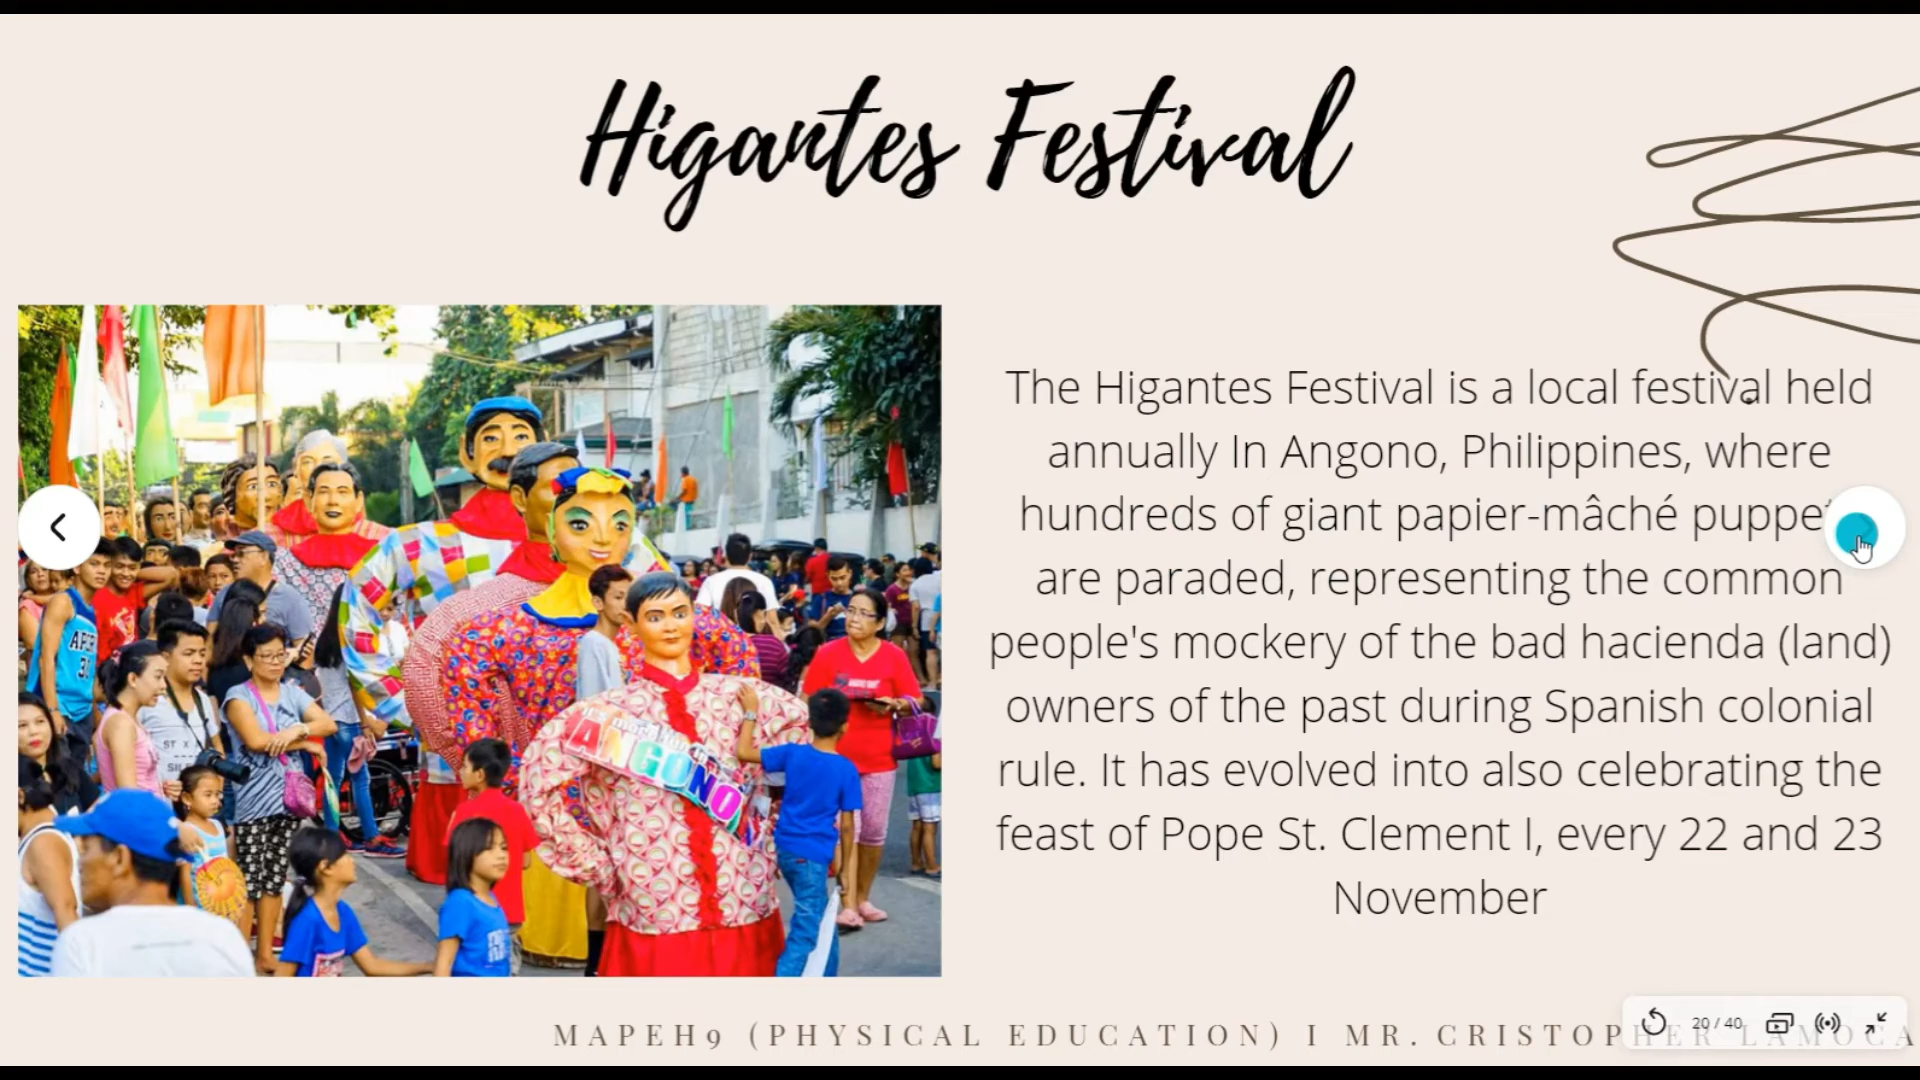 Higantes Festival
The Higantes Festival is a local festival held
annually In Angono, Philippines, where
hundreds of giant papier-mâché
are paraded, representing the common
people's mockery of the bad hacienda (land)
owners of the past during Spanish colonial
rule. It has evolved into also celebrating the
feast of Pope St. Clement I, every 22 and 23
November
ANGONO
MAPEH9 (PHYSICAL EDUCATION) I MR. CRISTOPHER LAMOCA
20 / 40